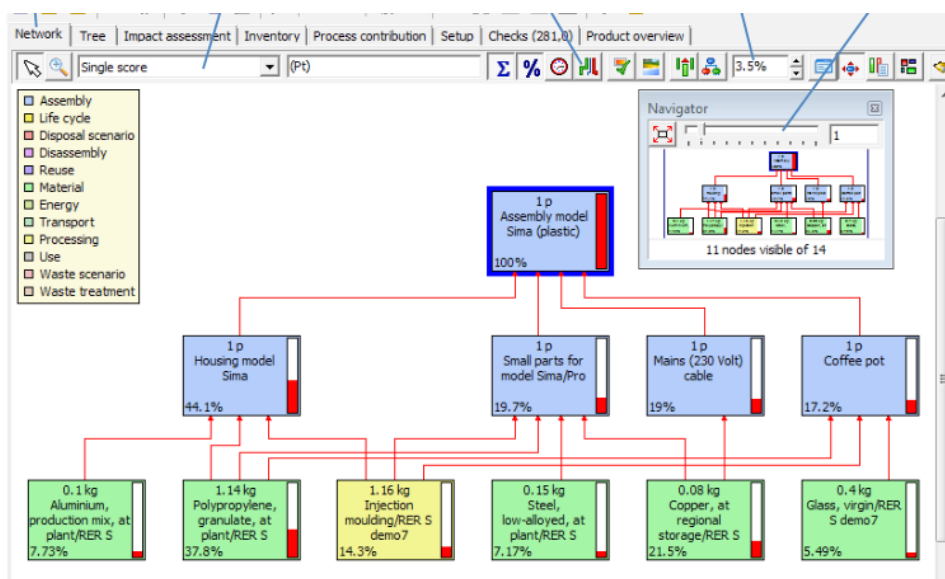 Network Tree Impact assessment Inventory Process contribution Setup Checks (281,0) Product overview
Single score (Pt) Σ % 3.5%
Assembly
Life cycle
Disposal scenario
Disassembly
Reuse
Material
Energy
Transport
Processing
Use
Waste scenario
Waste treatment
Navigator
1
11 nodes visible of 14
1 p
Assembly model
Sima (plastic)
100%
1 p
Housing model
Sima
44.1%
1 p
Small parts for
model Sima/Pro
19.7%
1 p
Mains (230 Volt)
cable
19%
1 p
Coffee pot
17.2%
0.1 kg
Aluminium,
production mix, at
plant/RER S
7.73%
1.14 kg
Polypropylene,
granulate, at
plant/RER S
37.8%
1.16 kg
Injection
moulding/RER S
demo7
14.3%
0.15 kg
Steel,
low-alloyed, at
plant/RER S
7.17%
0.08 kg
Copper, at
regional
storage/RER S
21.5%
0.4 kg
Glass, virgin/RER
S demo7
5.49%